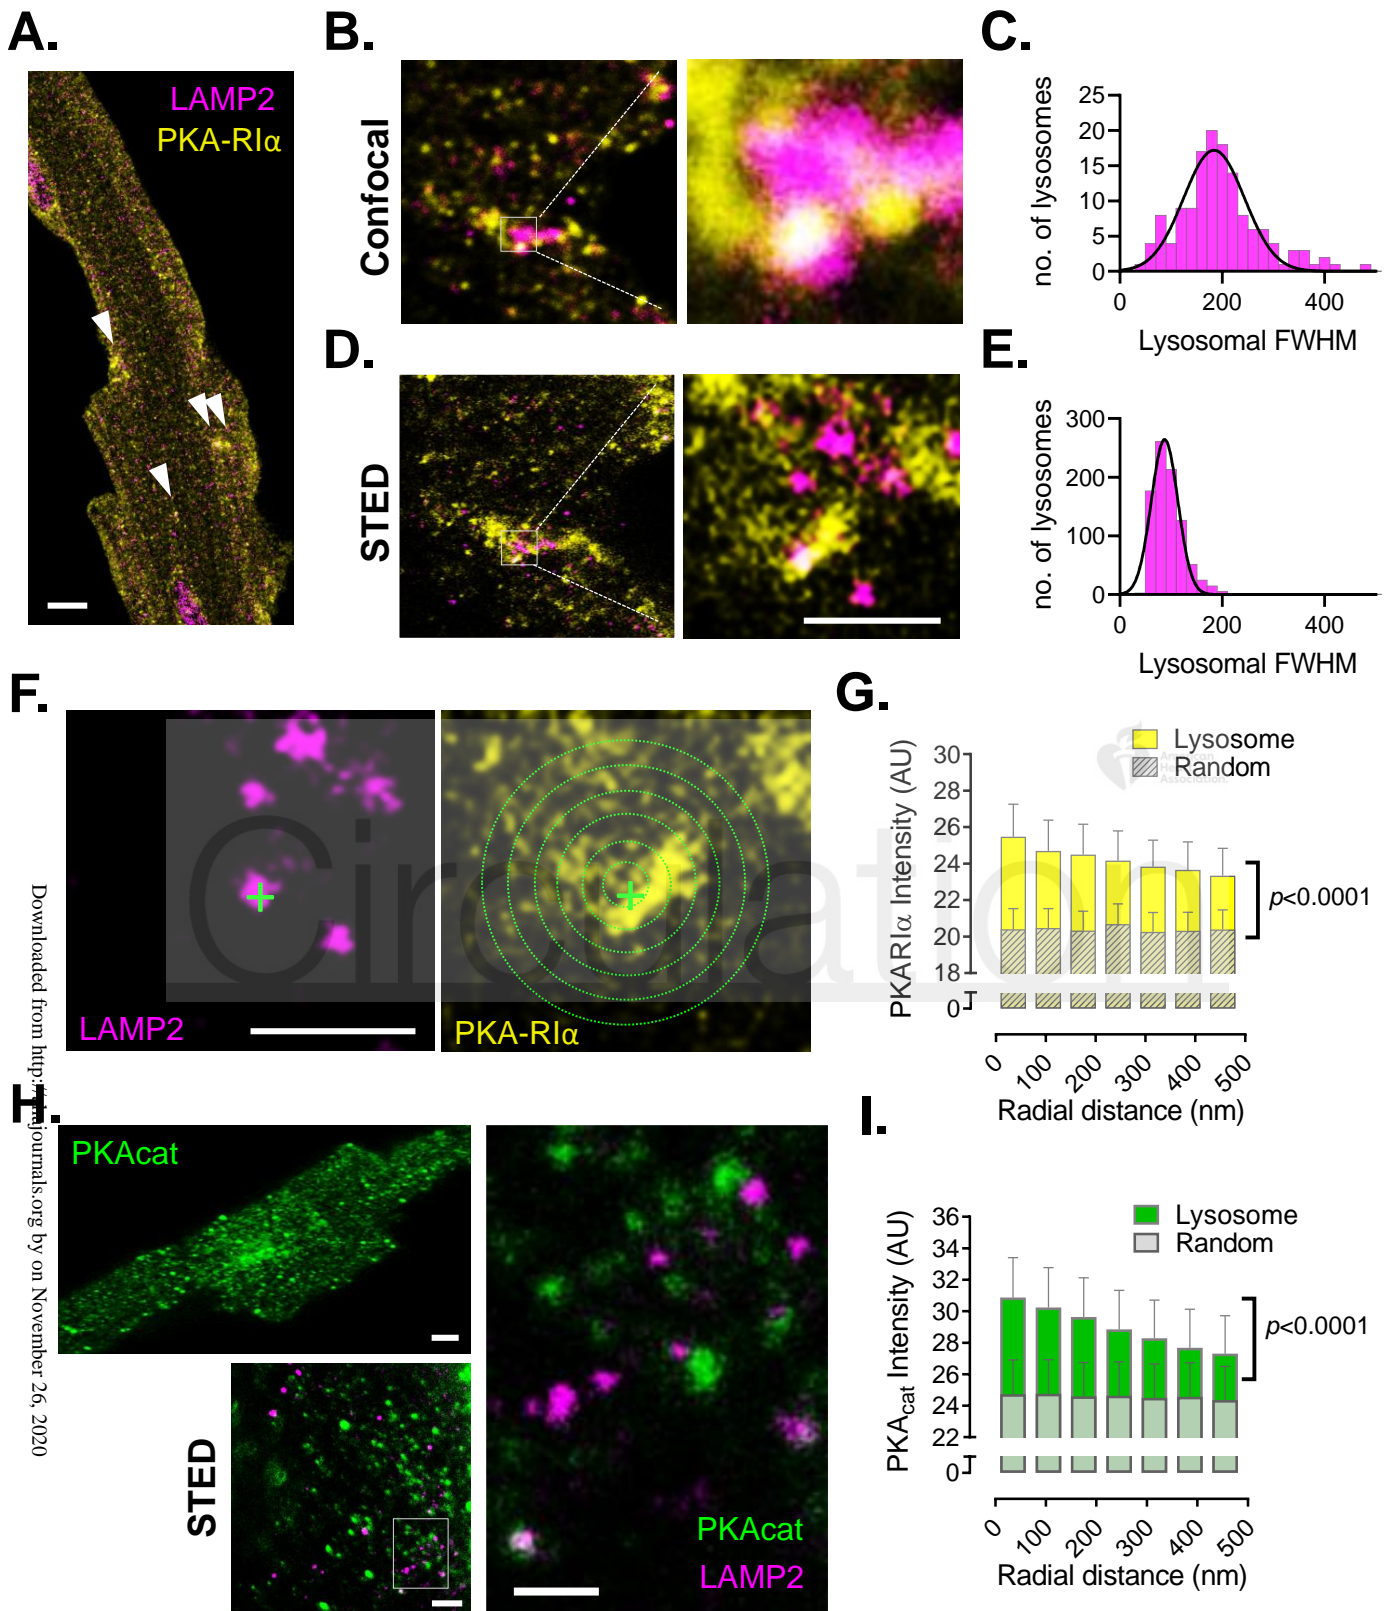 A.
LAMP2
PKA-RIα
B.
Confocal
C.
25
20
15
10
5
0
no. of lysosomes
0 200 400
Lysosomal FWHM
D.
STED
E.
300
200
100
0
no. of lysosomes
0 200 400
Lysosomal FWHM
F.
LAMP2
PKA-RIα
G.
Lysosome
Random
American
Heart
Association.
30
28
26
24
22
20
18
0
PKARIα Intensity (AU)
p<0.0001
0 100 200 300 400 500
Radial distance (nm)
Circulation
H.
PKAcat
STED
PKAcat
LAMP2
I.
Lysosome
Random
36
34
32
30
28
26
24
22
0
PKAcat Intensity (AU)
p<0.0001
0 100 200 300 400 500
Radial distance (nm)
Downloaded from http://ahajournals.org by on November 26, 2020